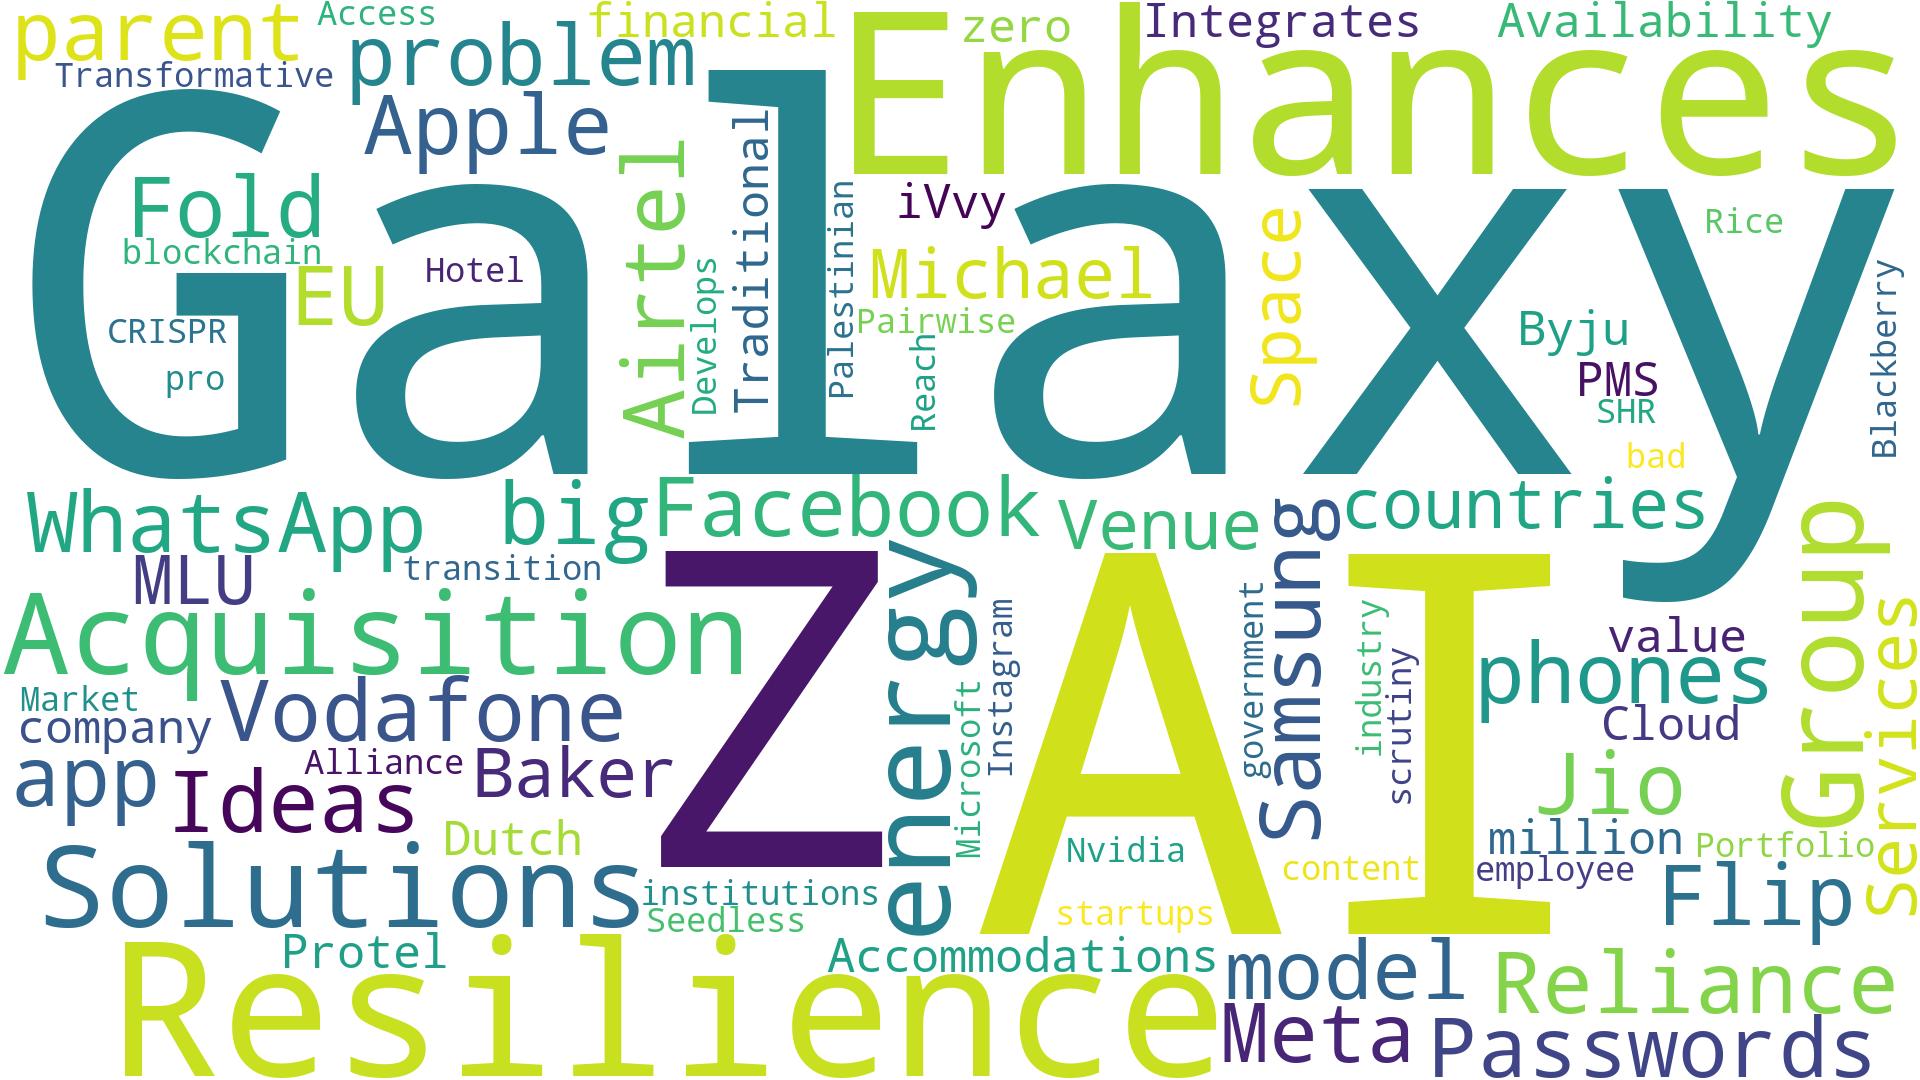 parent
Access
financial
Enhances
zero
Integrates
Availability
Transformative
problem
Apple
Galaxy
Fold
blockchain
EU
Hotel
CRISPR
pro
Airtel
Develops
Traditional
Palestinian
iVvy
Michael
Pairwise
Reach
Space
Rice
Byju
PMS
SHR
bad
Blackberry
WhatsApp
big
Facebook
Venue
Samsung
countries
Group
MLU
transition
Acquisition
Z
energy
Instagram
Microsoft
AI
government
industry
scrutiny
value
phones
Services
Market
company
Vodafone
Cloud
app
Ideas
Alliance
Baker
Jio
Dutch
Nvidia
million
Portfolio
Solutions
content
employee
Flip
institutions
Seedless
startups
Protel
Resilience
Accommodations
model
Reliance
Meta
Passwords